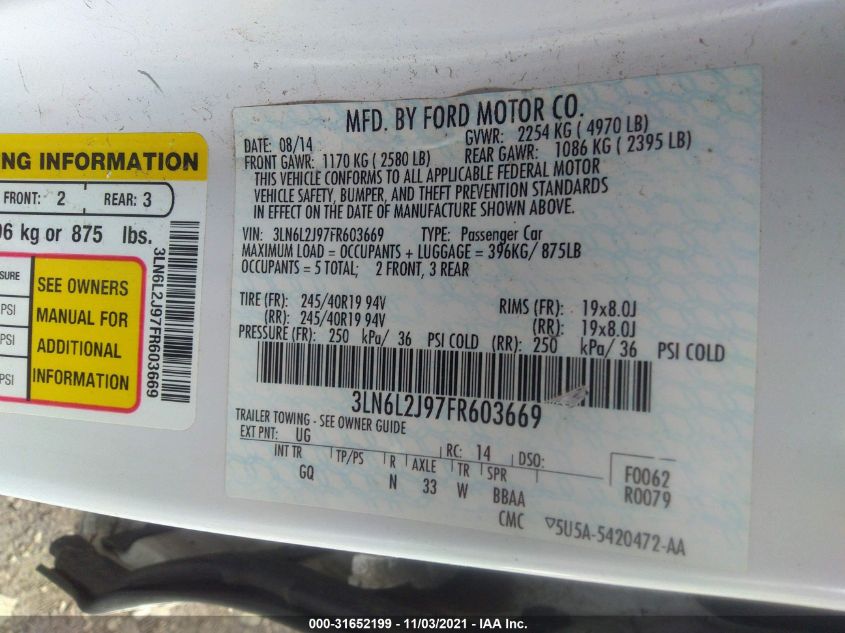 NG INFORMATION
FRONT: 2 REAR: 3
96 kg or 875 lbs.
SURE
PSI
PSI
PSI
SEE OWNERS
MANUAL FOR
ADDITIONAL
INFORMATION
3LN6L2J97FR603669
MFD. BY FORD MOTOR CO.
DATE: 08/14 GVWR: 2254 KG ( 4970 LB)
FRONT GAWR: 1170 KG ( 2580 LB) REAR GAWR: 1086 KG ( 2395 LB)
THIS VEHICLE CONFORMS TO ALL APPLICABLE FEDERAL MOTOR
VEHICLE SAFETY, BUMPER, AND THEFT PREVENTION STANDARDS
IN EFFECT ON THE DATE OF MANUFACTURE SHOWN ABOVE.
VIN: 3LN6L2J97FR603669 TYPE: Passenger Car
MAXIMUM LOAD = OCCUPANTS + LUGGAGE = 396KG/ 875LB
OCCUPANTS = 5 TOTAL; 2 FRONT, 3 REAR
TIRE (FR): 245/40R19 94V RIMS (FR): 19x8.0J
(RR): 245/40R19 94V (RR): 19x8.0J
PRESSURE (FR): 250 kPa/ 36 PSI COLD (RR): 250 kPa/ 36 PSI COLD
3LN6L2J97FR603669
TRAILER TOWING - SEE OWNER GUIDE
EXT PNT: UG RC: 14 DSO:
INT TR TP/PS R AXLE TR SPR F0062
GQ N 33 W BBAA R0079
CMC 5U5A-5420472-AA
000-31652199 - 11/03/2021 - IAA Inc.